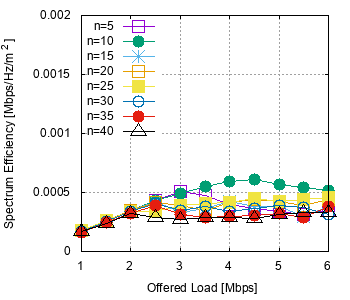 0.002
0.0015
0.001
0.0005
0
Spectrum Efficiency [Mbps/Hz/m²]
n=5
n=10
n=15
n=20
n=25
n=30
n=35
n=40
1 2 3 4 5 6
Offered Load [Mbps]